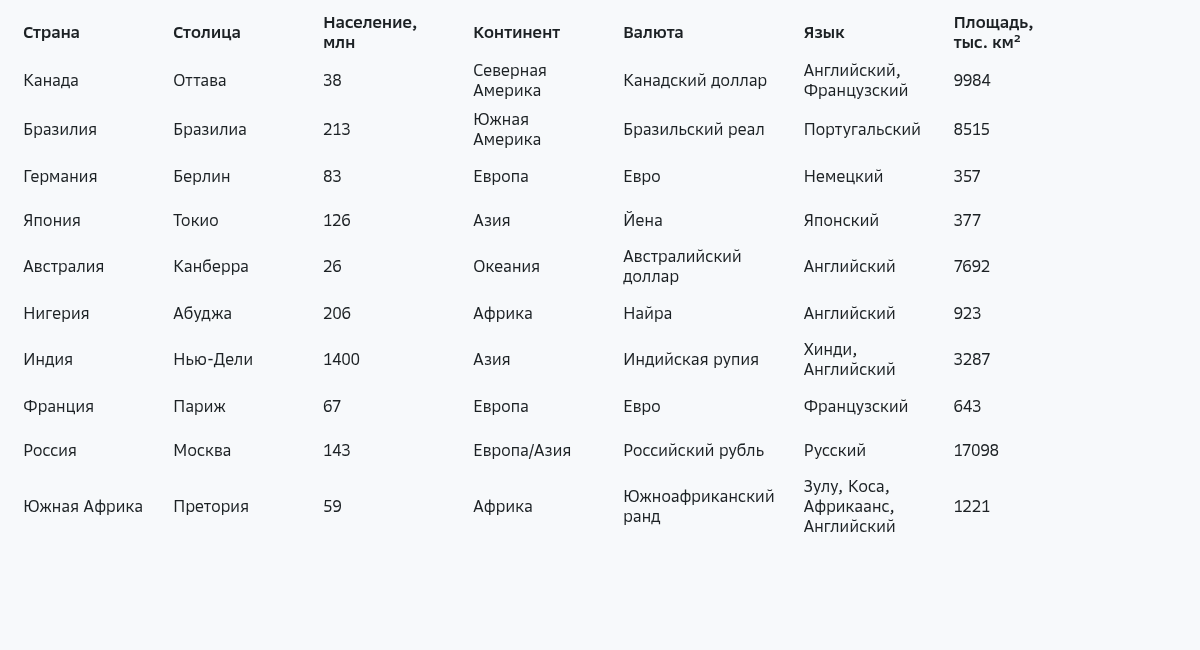 Страна Столица Население, млн Континент Валюта Язык Площадь, тыс. км²
Канада Оттава 38 Северная Америка Канадский доллар Английский, Французский 9984
Бразилия Бразилиа 213 Южная Америка Бразильский реал Португальский 8515
Германия Берлин 83 Европа Евро Немецкий 357
Япония Токио 126 Азия Йена Японский 377
Австралия Канберра 26 Океания Австралийский доллар Английский 7692
Нигерия Абуджа 206 Африка Найра Английский 923
Индия Нью-Дели 1400 Азия Индийская рупия Хинди, Английский 3287
Франция Париж 67 Европа Евро Французский 643
Россия Москва 143 Европа/Азия Российский рубль Русский 17098
Южная Африка Претория 59 Африка Южноафриканский ранд Зулу, Коса, Африкаанс, Английский 1221